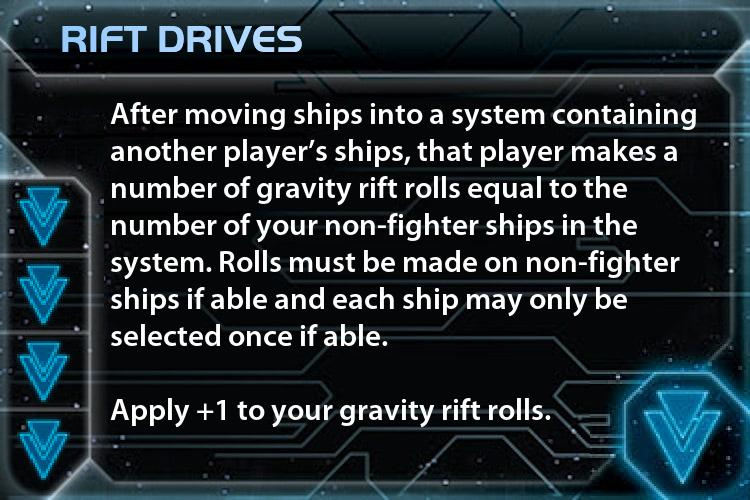 RIFT DRIVES
After moving ships into a system containing
another player’s ships, that player makes a
number of gravity rift rolls equal to the
number of your non-fighter ships in the
system. Rolls must be made on non-fighter
ships if able and each ship may only be
selected once if able.
Apply +1 to your gravity rift rolls.